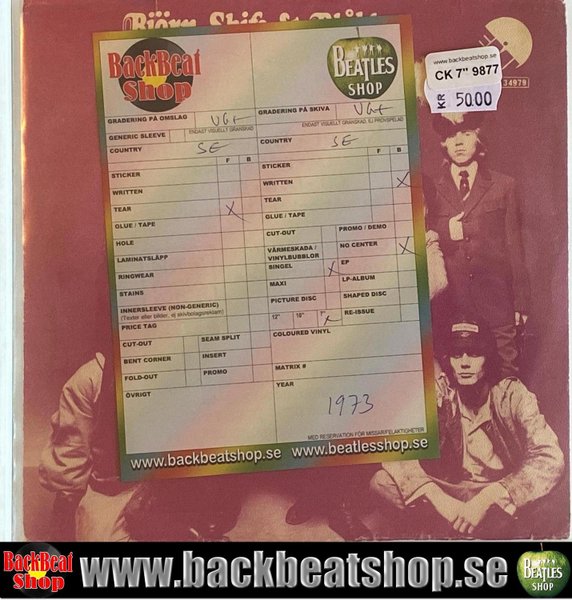 Björn Skifs & Blåbl
BackBeat
Shop
BEATLES
SHOP
www.backbeatshop.se
CK 7" 9877
KR 50.00
34979
GRADERING PÅ OMSLAG VG+
ENDAST VISUELLT GRANSKAD
GENERIC SLEEVE
COUNTRY SE
F B
STICKER
WRITTEN
TEAR X
GLUE / TAPE
HOLE
LAMINATSLÄPP
RINGWEAR
STAINS
INNERSLEEVE (NON-GENERIC)
(Texter eller bilder, ej skivbolagsreklam)
PRICE TAG
CUT-OUT SEAM SPLIT
BENT CORNER INSERT
FOLD-OUT PROMO
ÖVRIGT
GRADERING PÅ SKIVA VG+
ENDAST VISUELLT GRANSKAD, EJ PROVSPELAD
COUNTRY SE
F B
STICKER
WRITTEN X
TEAR
GLUE / TAPE
CUT-OUT PROMO / DEMO
VÄRMESKADA /
VINYLBUBBLOR NO CENTER X
SINGEL X EP
MAXI LP-ALBUM
PICTURE DISC SHAPED DISC
12" 10" 7" X RE-ISSUE
COLOURED VINYL
MATRIX #
YEAR
1973
MED RESERVATION FÖR MISSAR/FELAKTIGHETER
www.backbeatshop.se www.beatlesshop.se
BackBeat
Shop
www.backbeatshop.se
BEATLES
SHOP